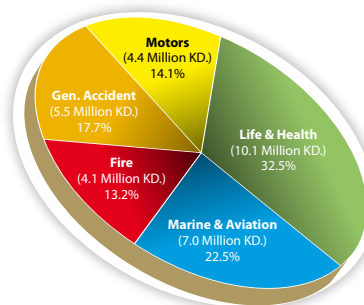 Motors
(4.4 Million KD.)
14.1%
Gen. Accident
(5.5 Million KD.)
17.7%
Life & Health
(10.1 Million KD.)
32.5%
Fire
(4.1 Million KD.)
13.2%
Marine & Aviation
(7.0 Million KD.)
22.5%